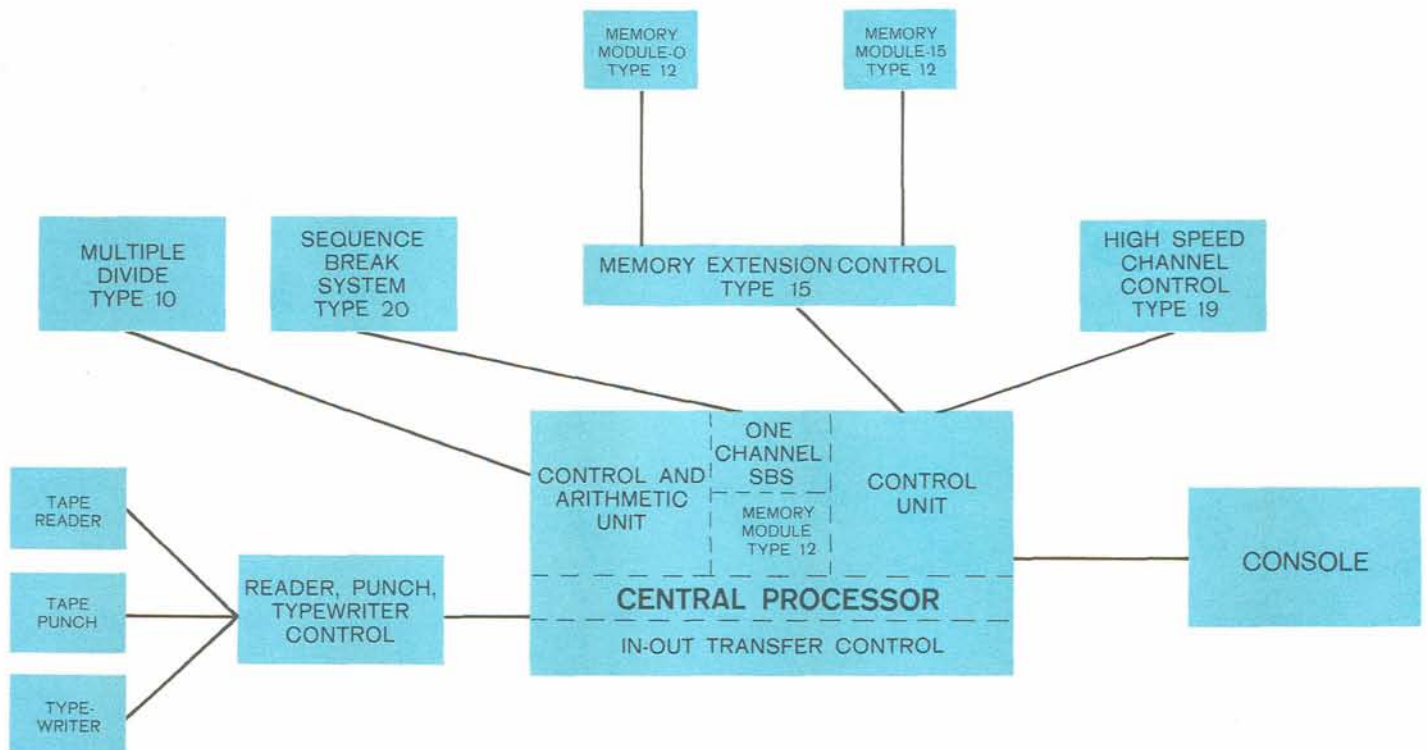 MEMORY
MODULE-0
TYPE 12
MEMORY
MODULE-15
TYPE 12
MULTIPLE
DIVIDE
TYPE 10
SEQUENCE
BREAK
SYSTEM
TYPE 20
MEMORY EXTENSION CONTROL
TYPE 15
HIGH SPEED
CHANNEL
CONTROL
TYPE 19
CONTROL AND
ARITHMETIC
UNIT
ONE
CHANNEL
SBS
MEMORY
MODULE
TYPE 12
CONTROL
UNIT
CENTRAL PROCESSOR
IN-OUT TRANSFER CONTROL
CONSOLE
TAPE
READER
TAPE
PUNCH
TYPE-
WRITER
READER, PUNCH,
TYPEWRITER
CONTROL